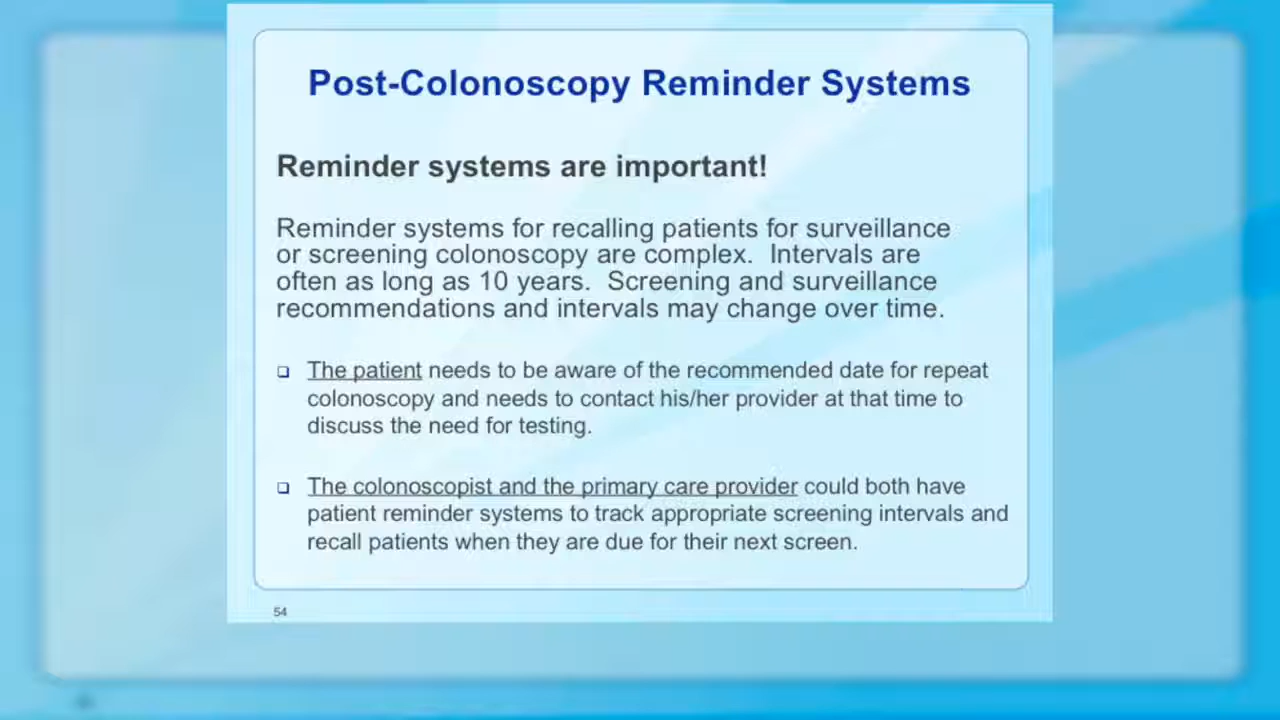 Post-Colonoscopy Reminder Systems
Reminder systems are important!
Reminder systems for recalling patients for surveillance
or screening colonoscopy are complex.  Intervals are
often as long as 10 years.  Screening and surveillance
recommendations and intervals may change over time.
The patient needs to be aware of the recommended date for repeat
colonoscopy and needs to contact his/her provider at that time to
discuss the need for testing.
The colonoscopist and the primary care provider could both have
patient reminder systems to track appropriate screening intervals and
recall patients when they are due for their next screen.
54